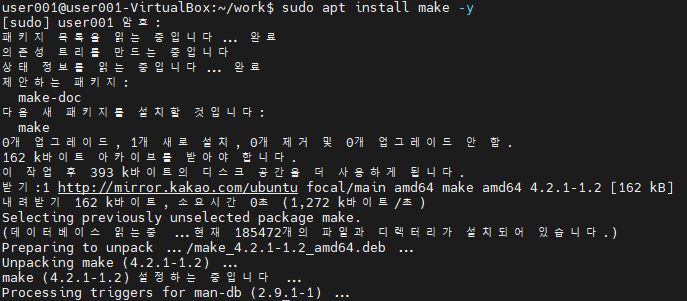 user001@user001-VirtualBox:~/work$ sudo apt install make -y
[sudo] user001 암호:
패키지 목록을 읽는 중입니다... 완료
의존성 트리를 만드는 중입니다
상태 정보를 읽는 중입니다... 완료
제안하는 패키지:
  make-doc
다음 새 패키지를 설치할 것입니다:
  make
0개 업그레이드, 1개 새로 설치, 0개 제거 및 0개 업그레이드 안 함.
162 k바이트 아카이브를 받아야 합니다.
이 작업 후 393 k바이트의 디스크 공간을 더 사용하게 됩니다.
받기:1 http://mirror.kakao.com/ubuntu focal/main amd64 make amd64 4.2.1-1.2 [162 kB]
내려받기 162 k바이트, 소요시간 0초 (1,272 k바이트/초)
Selecting previously unselected package make.
(데이터베이스 읽는중 ...현재 185472개의 파일과 디렉터리가 설치되어 있습니다.)
Preparing to unpack .../make_4.2.1-1.2_amd64.deb ...
Unpacking make (4.2.1-1.2) ...
make (4.2.1-1.2) 설정하는 중입니다 ...
Processing triggers for man-db (2.9.1-1) ...